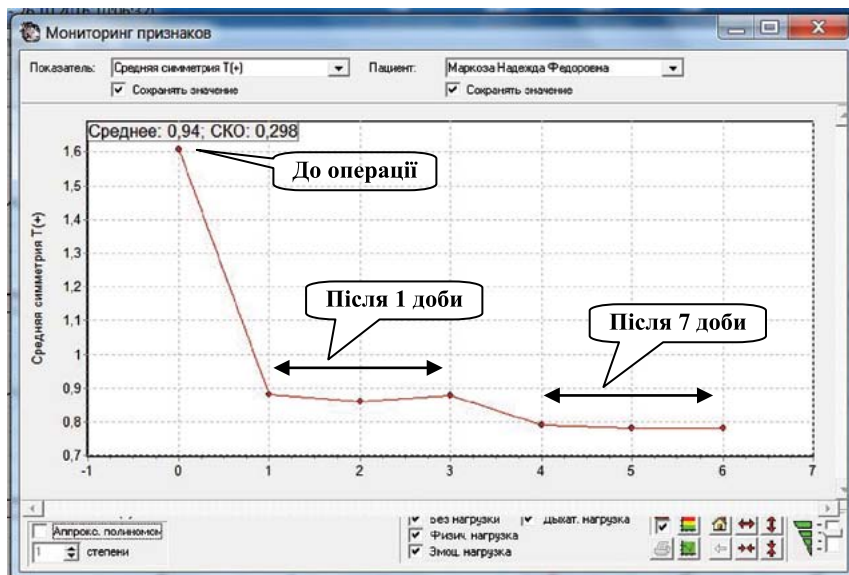 Мониторинг признаков
Показатель: Средняя симметрия T(+) Пациент: Маркоза Надежда Федоровна
Сохранять значение Сохранять значение
Среднее: 0,94; СКО: 0,298
До операції
Після 1 доби
Після 7 доби
Средняя симметрия T(+)
1,6
1,5
1,4
1,3
1,2
1,1
1
0,9
0,8
0,7
-1 0 1 2 3 4 5 6 7
Аппрокс. полиномом
1 степени
Без нагрузки Дыхат. нагрузка
Физич. нагрузка
Эмоц. нагрузка